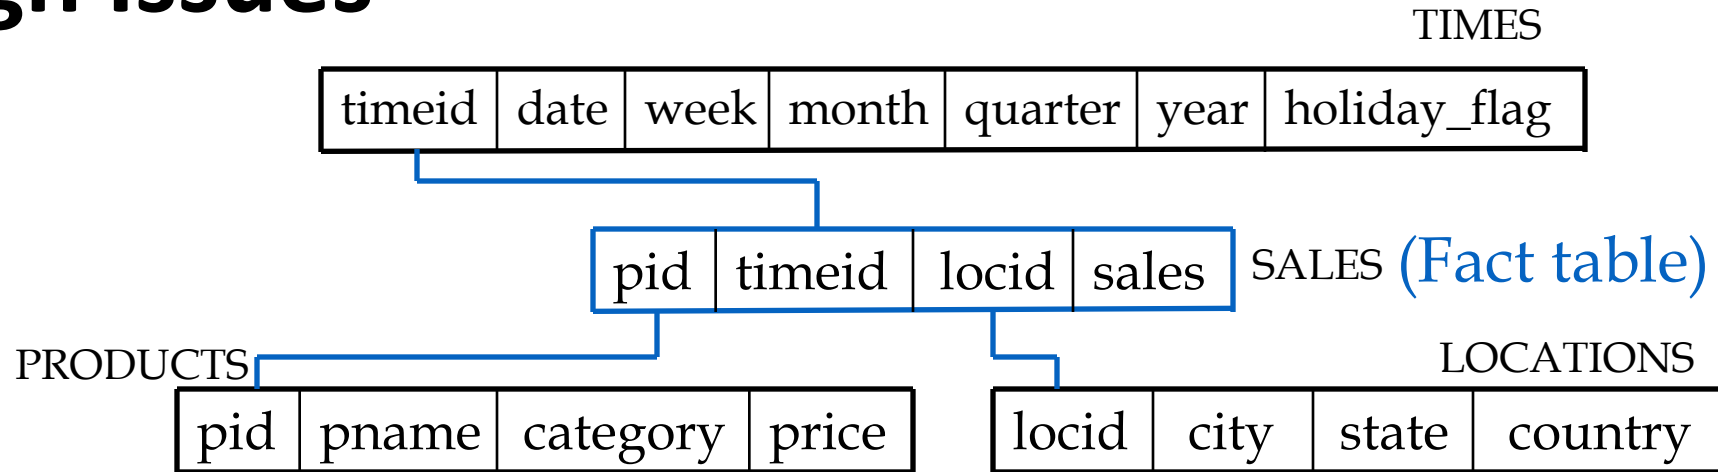 TIMES
timeid date week month quarter year holiday_flag
pid timeid locid sales SALES (Fact table)
PRODUCTS LOCATIONS
pid pname category price locid city state country